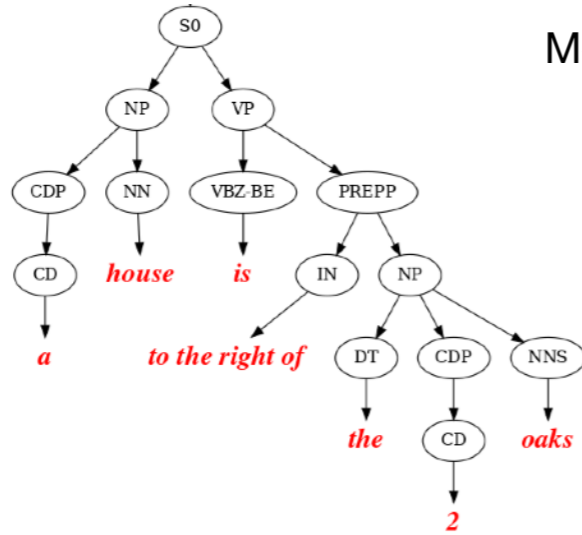 S0
M
NP VP
CDP NN VBZ-BE PREPP
CD house is IN NP
a to the right of DT CDP NNS
the CD oaks
2